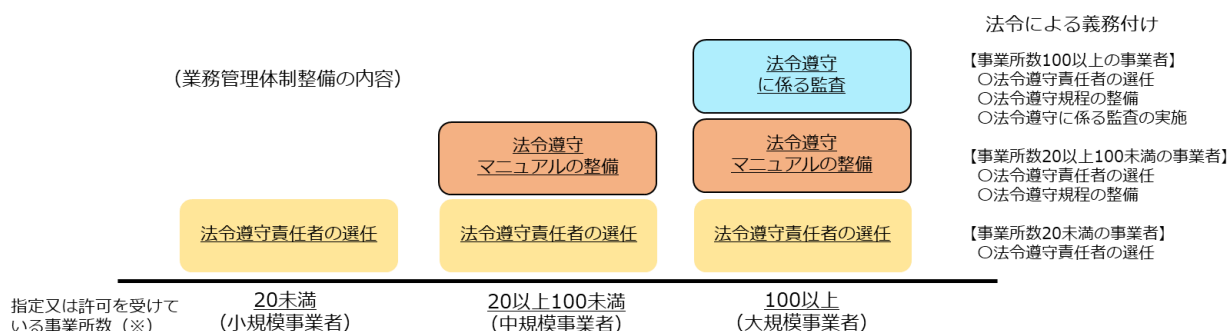 法令による義務付け
(業務管理体制整備の内容)
法令遵守
に係る監査
【事業所数100以上の事業者】
○法令遵守責任者の選任
○法令遵守規程の整備
○法令遵守に係る監査の実施
法令遵守
マニュアルの整備
法令遵守
マニュアルの整備
【事業所数20以上100未満の事業者】
○法令遵守責任者の選任
○法令遵守規程の整備
法令遵守責任者の選任
法令遵守責任者の選任
法令遵守責任者の選任
【事業所数20未満の事業者】
○法令遵守責任者の選任
指定又は許可を受けて
いる事業所数（※）
20未満
(小規模事業者)
20以上100未満
(中規模事業者)
100以上
(大規模事業者)